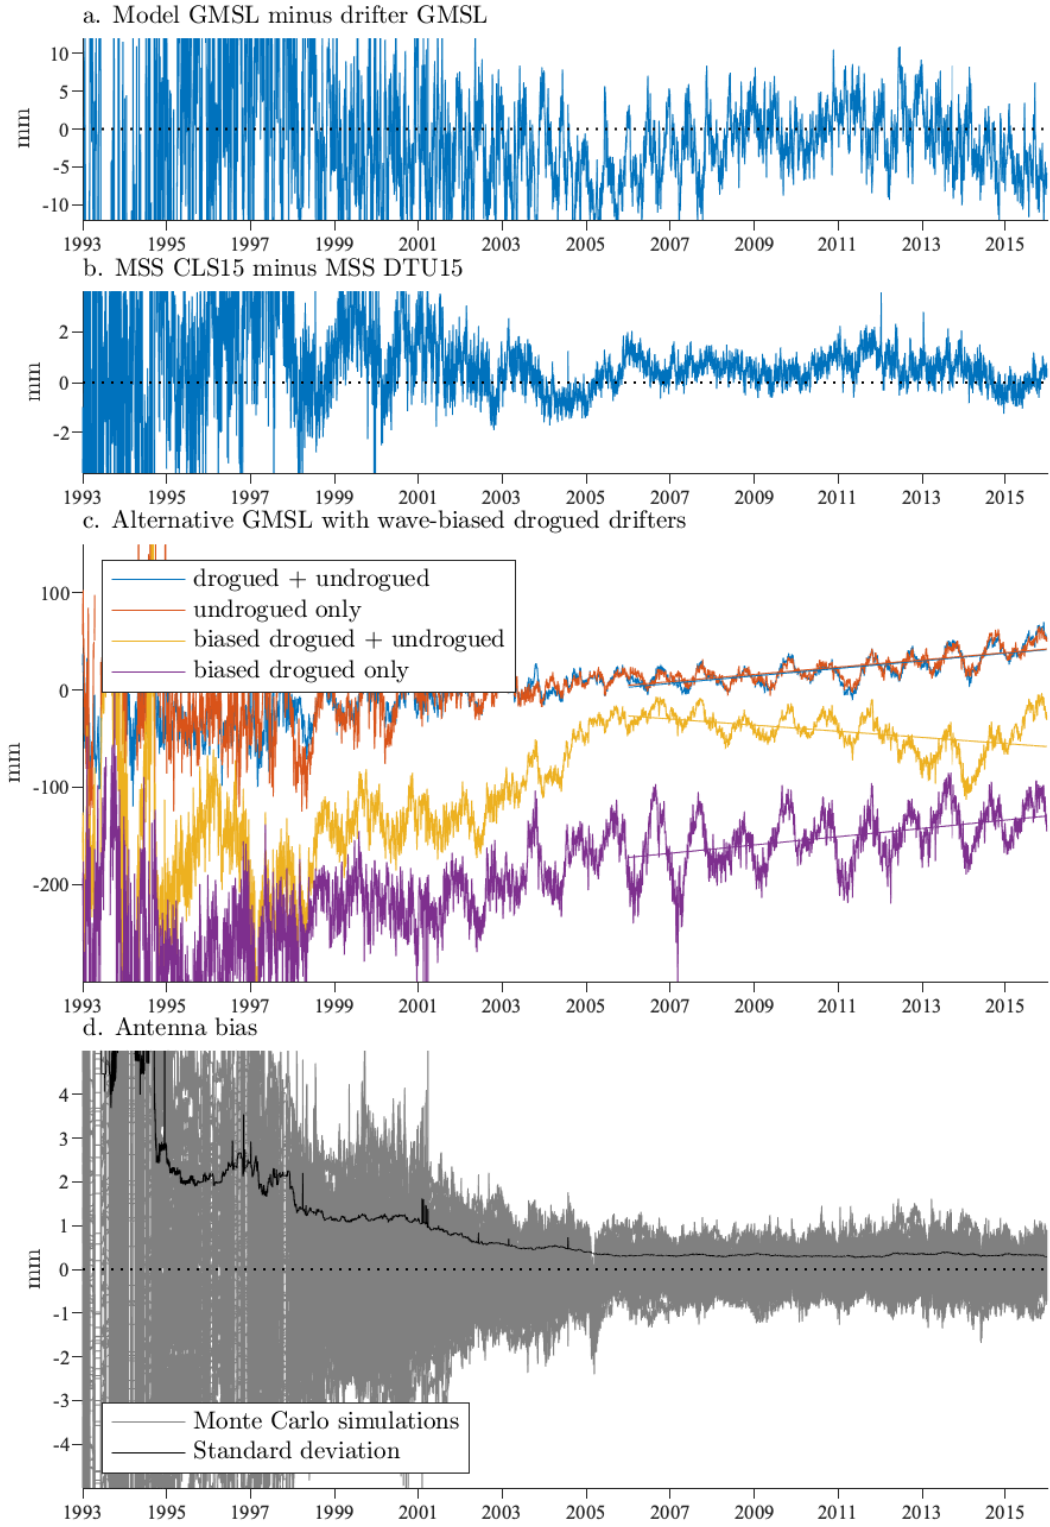 a. Model GMSL minus drifter GMSL
10
5
0
-5
-10
mm
1993 1995 1997 1999 2001 2003 2005 2007 2009 2011 2013 2015
b. MSS CLS15 minus MSS DTU15
2
0
-2
mm
1993 1995 1997 1999 2001 2003 2005 2007 2009 2011 2013 2015
c. Alternative GMSL with wave-biased drogued drifters
drogued + undrogued
undrogued only
biased drogued + undrogued
biased drogued only
100
0
-100
-200
mm
1993 1995 1997 1999 2001 2003 2005 2007 2009 2011 2013 2015
d. Antenna bias
4
3
2
1
0
-1
-2
-3
-4
mm
Monte Carlo simulations
Standard deviation
1993 1995 1997 1999 2001 2003 2005 2007 2009 2011 2013 2015